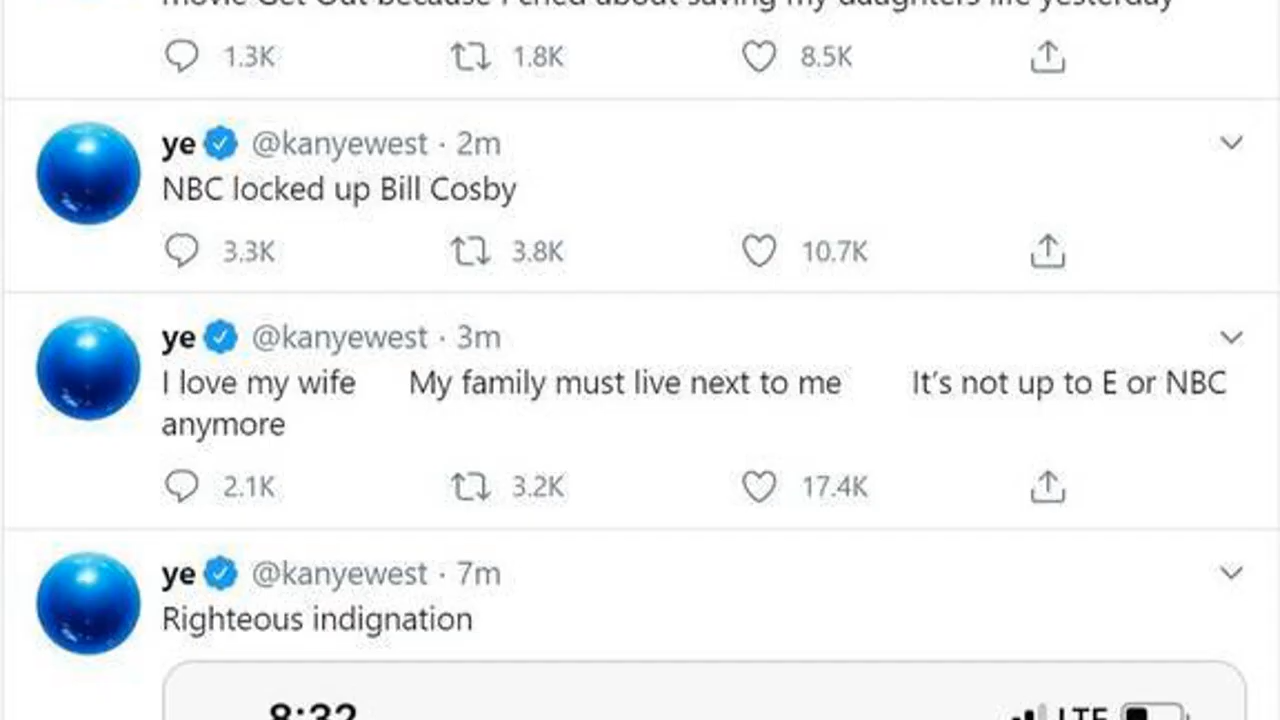 movie Get Out because I cried about saving my daughters life yesterday
1.3K 1.8K 8.5K
ye @kanyewest · 2m
NBC locked up Bill Cosby
3.3K 3.8K 10.7K
ye @kanyewest · 3m
I love my wife My family must live next to me It’s not up to E or NBC
anymore
2.1K 3.2K 17.4K
ye @kanyewest · 7m
Righteous indignation
8:32 LTE